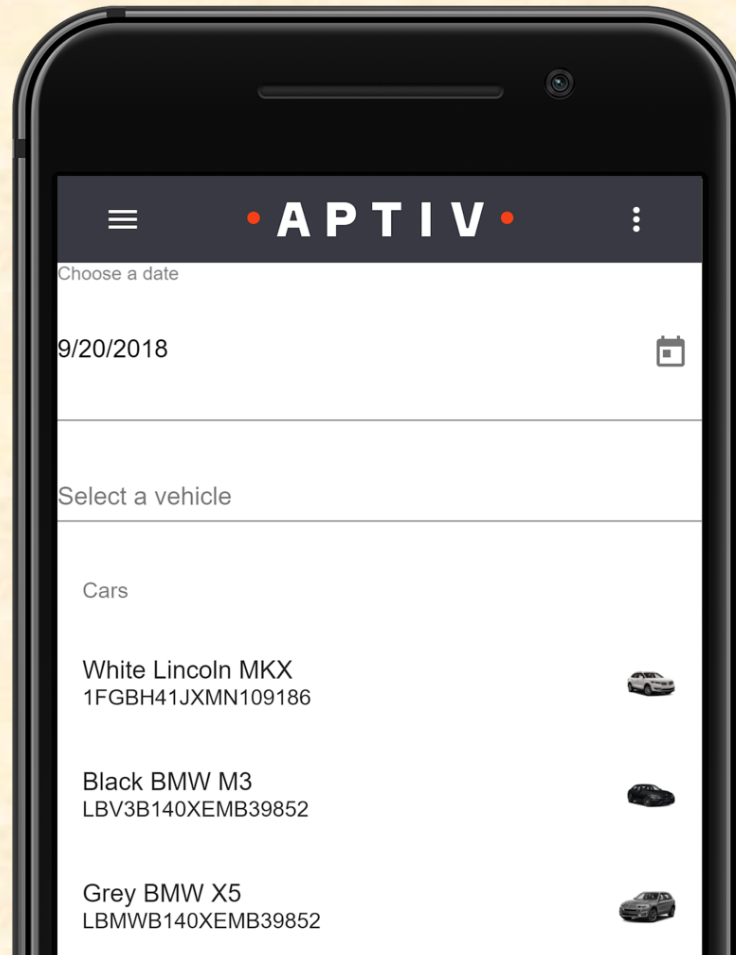 APTIV
Choose a date
9/20/2018
Select a vehicle
Cars
White Lincoln MKX
1FGBH41JXMN109186
Black BMW M3
LBV3B140XEMB39852
Grey BMW X5
LBMWB140XEMB39852